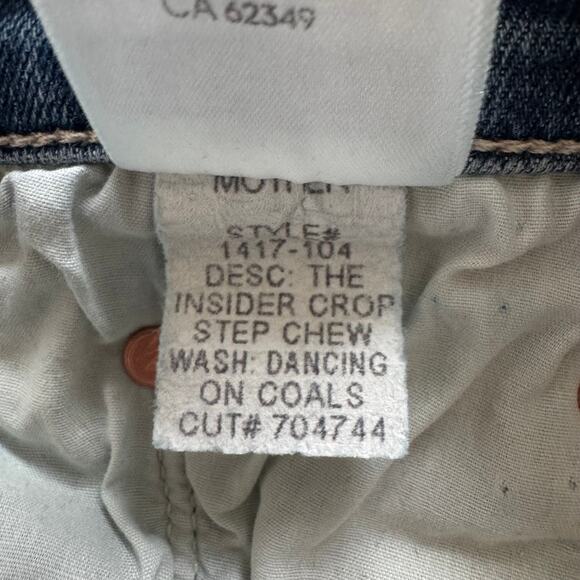 CA 62349
MOTHER
STYLE#
1417-104
DESC: THE
INSIDER CROP
STEP CHEW
WASH: DANCING
ON COALS
CUT# 704744